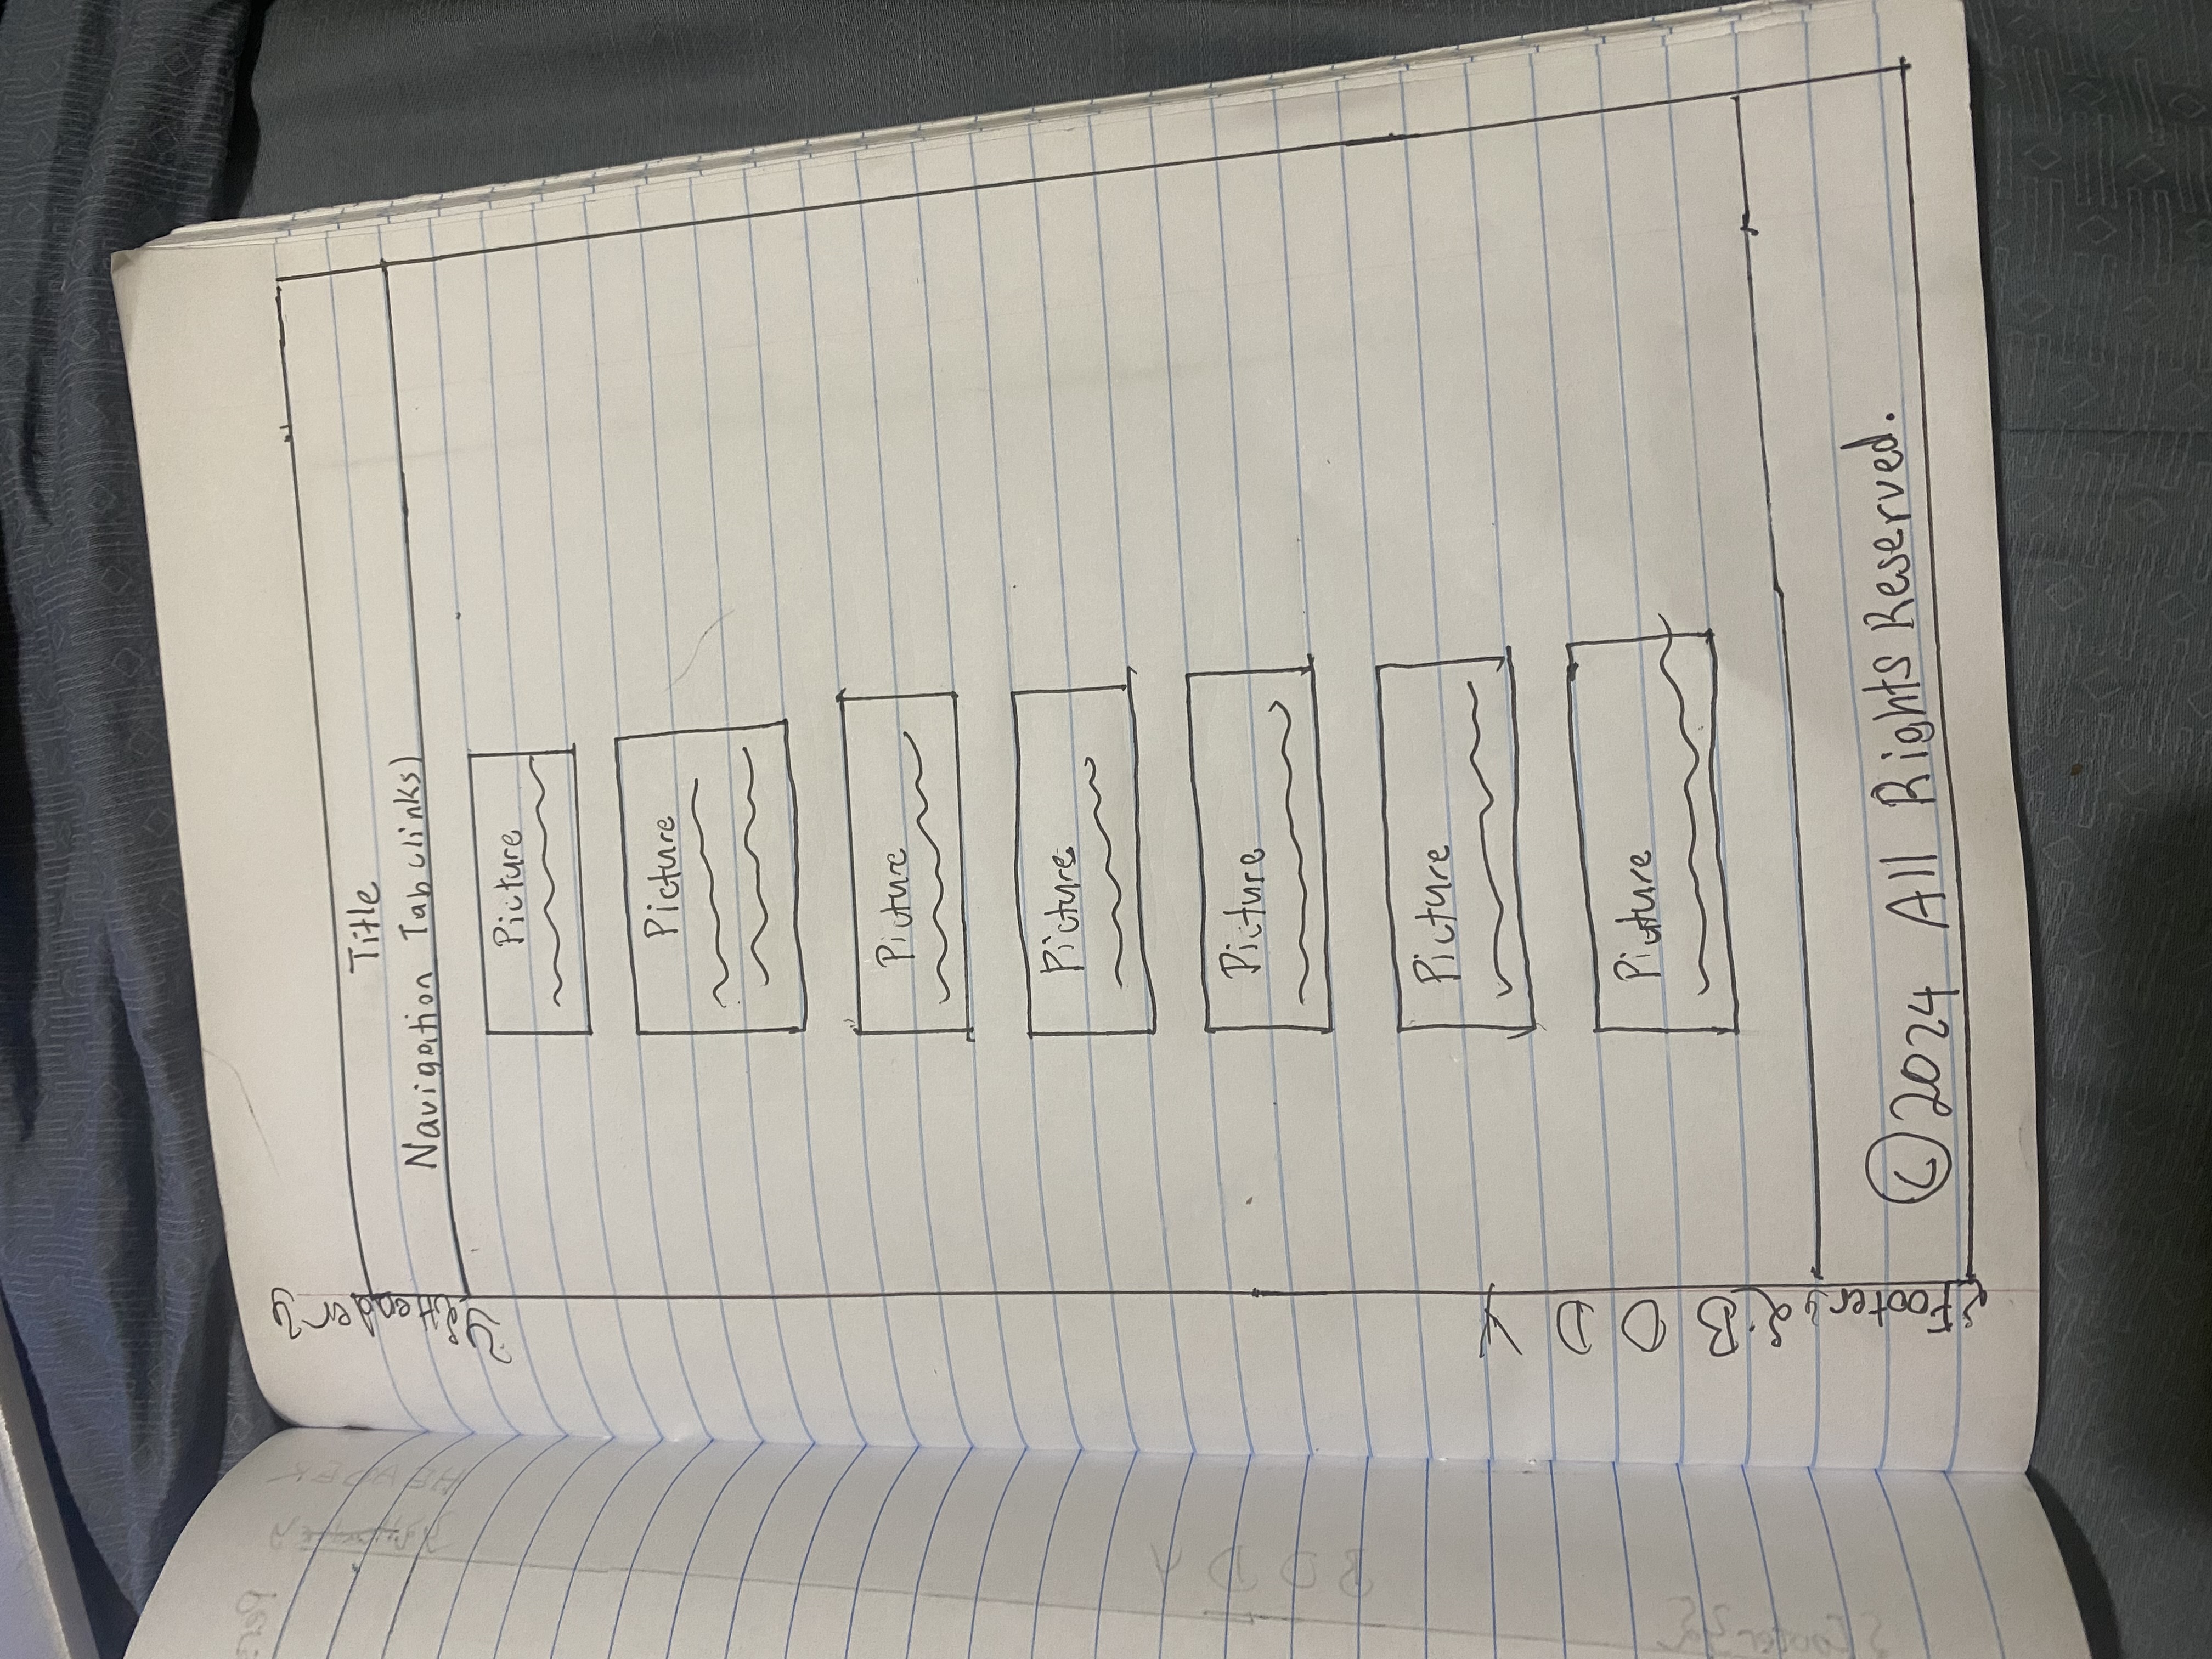 {Header}
Title
Navigation Tab (links)
Picture
Picture
Picture
Picture
Picture
Picture
Picture
{BODY
{Footer}
© 2024 All Rights Reserved.